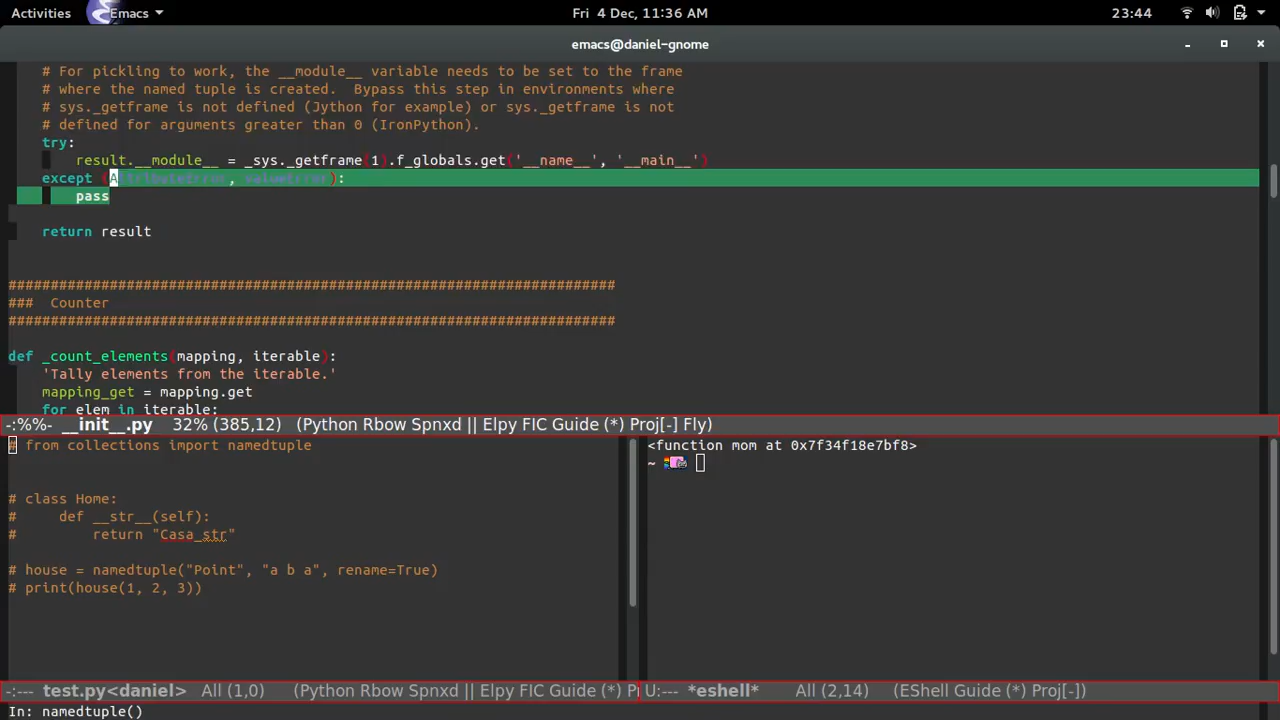 Activities Emacs Fri 4 Dec, 11:36 AM 23:44
emacs@daniel-gnome
# For pickling to work, the __module__ variable needs to be set to the frame
# where the named tuple is created.  Bypass this step in environments where
# sys._getframe is not defined (Jython for example) or sys._getframe is not
# defined for arguments greater than 0 (IronPython).
try:
result.__module__ = _sys._getframe(1).f_globals.get('__name__', '__main__')
except (AttributeError, ValueError):
pass
return result
########################################################################
###  Counter
########################################################################
def _count_elements(mapping, iterable):
'Tally elements from the iterable.'
mapping_get = mapping.get
for elem in iterable:
-:%%- __init__.py 32% (385,12) (Python Rbow Spnxd || Elpy FIC Guide (*) Proj[-] Fly)
# from collections import namedtuple
# class Home:
#     def __str__(self):
#         return "Casa_str"
# house = namedtuple("Point", "a b a", rename=True)
# print(house(1, 2, 3))
<function mom at 0x7f34f18e7bf8>
~
-:--- test.py<daniel> All (1,0) (Python Rbow Spnxd || Elpy FIC Guide (*) Pr
U:--- *eshell* All (2,14) (EShell Guide (*) Proj[-])
In: namedtuple()